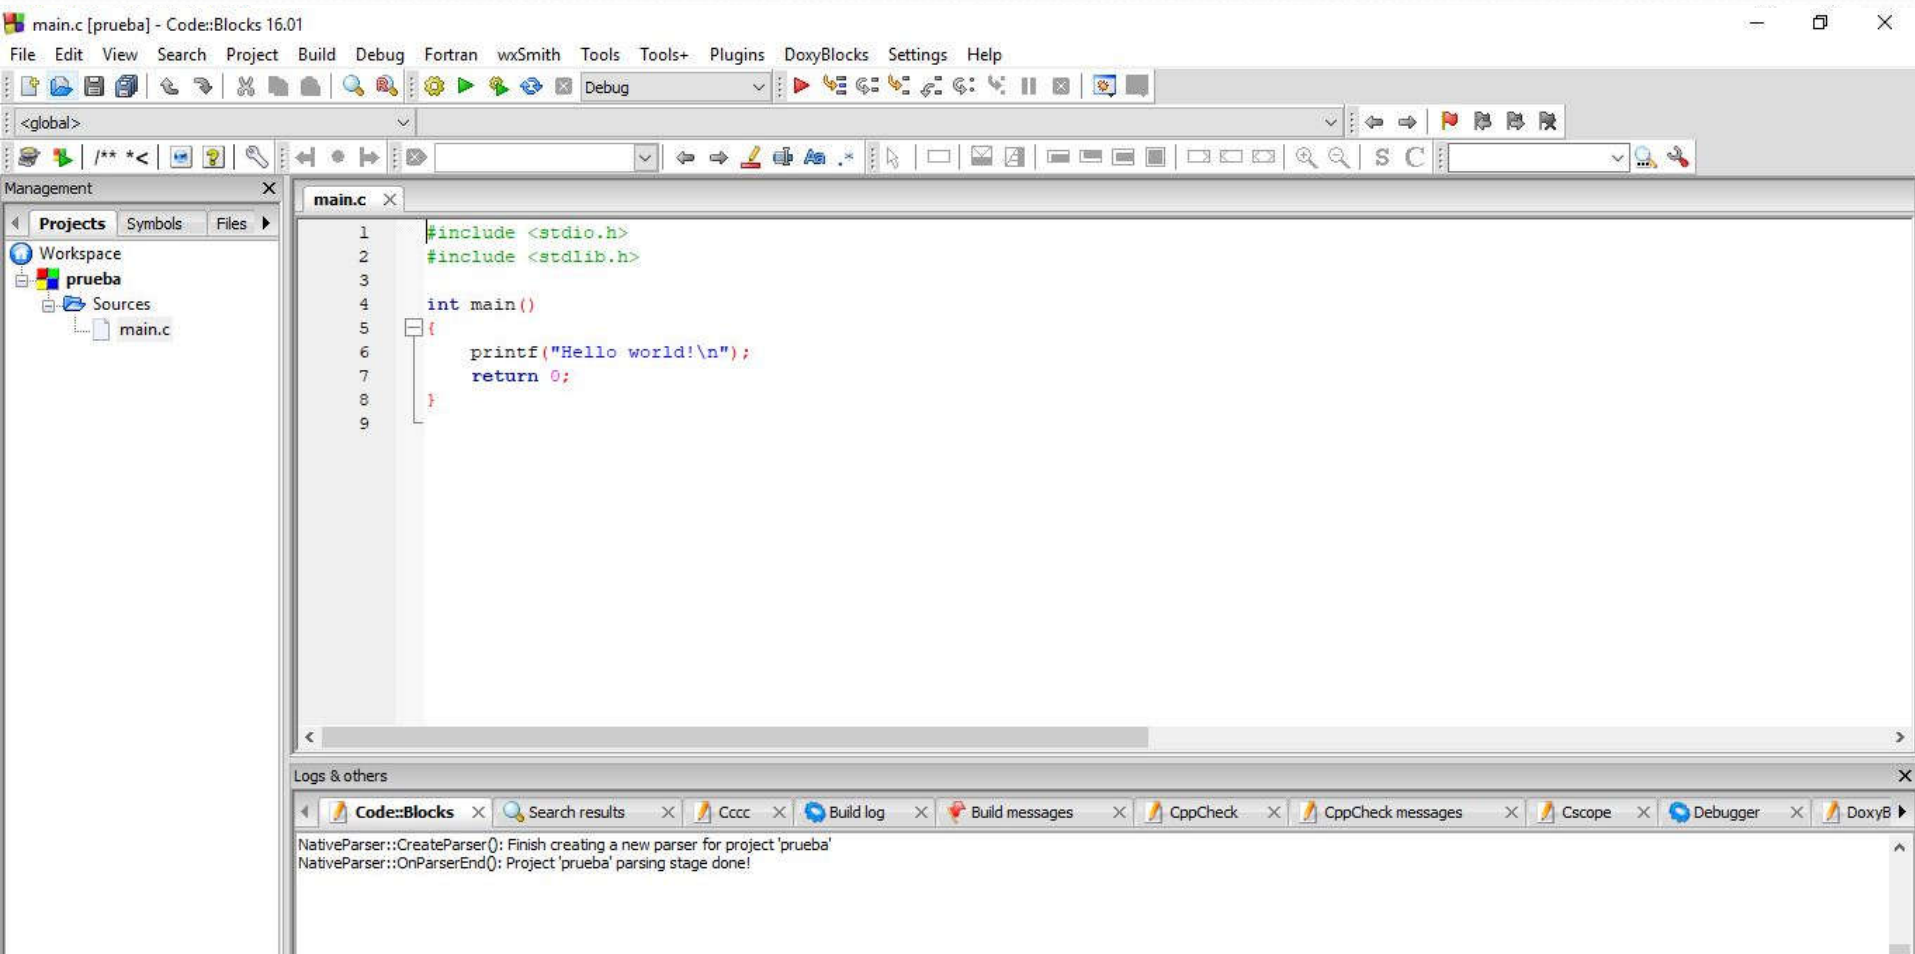 main.c [prueba] - Code::Blocks 16.01
File Edit View Search Project Build Debug Fortran wxSmith Tools Tools+ Plugins DoxyBlocks Settings Help
Debug
<global>
/** *<
S C
Management
Projects Symbols Files
Workspace
prueba
Sources
main.c
main.c
1 #include <stdio.h>
2 #include <stdlib.h>
3
4 int main()
5 {
6 printf("Hello world!\n");
7 return 0;
8 }
9
Logs & others
Code::Blocks Search results Cccc Build log Build messages CppCheck CppCheck messages Cscope Debugger DoxyB
NativeParser::CreateParser(): Finish creating a new parser for project 'prueba'
NativeParser::OnParserEnd(): Project 'prueba' parsing stage done!